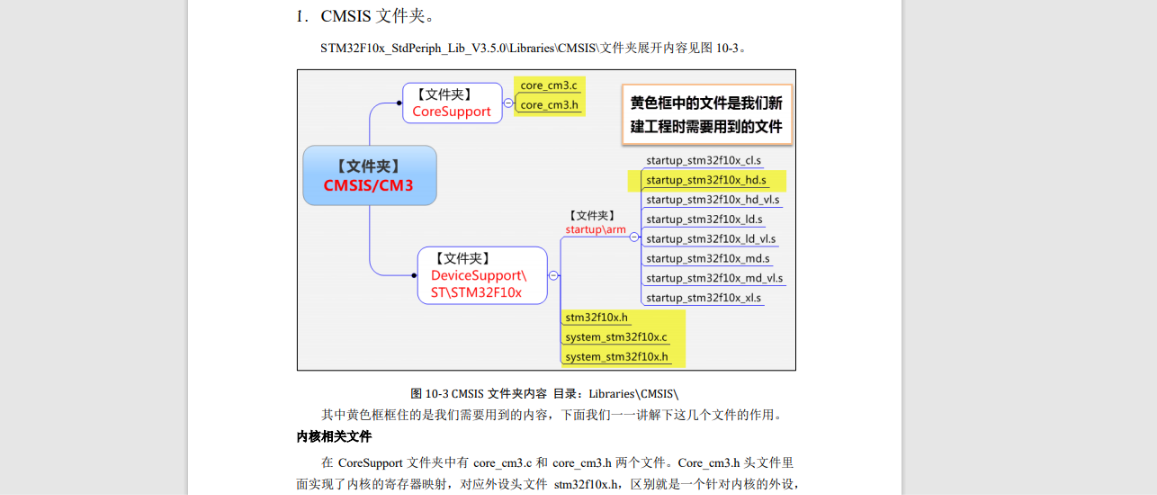 1. CMSIS 文件夹。
STM32F10x_StdPeriph_Lib_V3.5.0\Libraries\CMSIS\文件夹展开内容见图 10-3。
【文件夹】
CoreSupport
core_cm3.c
core_cm3.h
黄色框中的文件是我们新
建工程时需要用到的文件
【文件夹】
CMSIS/CM3
startup_stm32f10x_cl.s
startup_stm32f10x_hd.s
startup_stm32f10x_hd_vl.s
【文件夹】
startup\arm
startup_stm32f10x_ld.s
startup_stm32f10x_ld_vl.s
startup_stm32f10x_md.s
startup_stm32f10x_md_vl.s
startup_stm32f10x_xl.s
【文件夹】
DeviceSupport\
ST\STM32F10x
stm32f10x.h
system_stm32f10x.c
system_stm32f10x.h
图 10-3 CMSIS 文件夹内容 目录：Libraries\CMSIS\
其中黄色框框住的是我们需要用到的内容，下面我们一一讲解下这几个文件的作用。
内核相关文件
在 CoreSupport 文件夹中有 core_cm3.c 和 core_cm3.h 两个文件。Core_cm3.h 头文件里
面实现了内核的寄存器映射，对应外设头文件 stm32f10x.h，区别就是一个针对内核的外设，